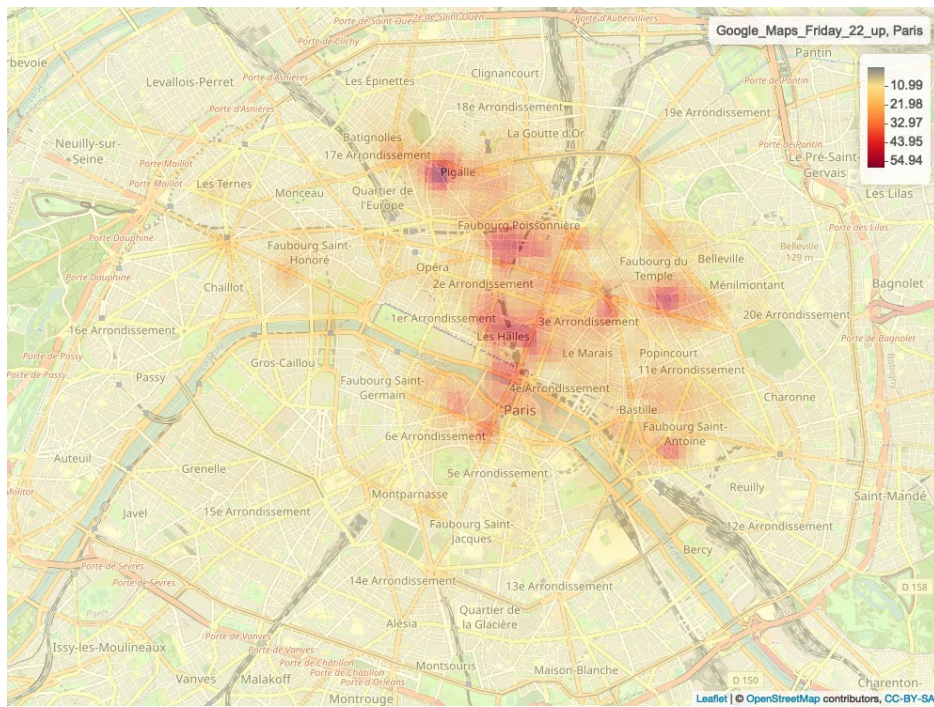 Porte de Saint-Ouen
Porte d'Aubervilliers
Google_Maps_Friday_22_up, Paris
Porte de Clichy
Pantin
Levallois-Perret
Porte d'Asnières
Les Épinettes
Clignancourt
10.99
21.98
32.97
43.95
54.94
Porte de Pantin
Porte d'Asnières
18e Arrondissement
19e Arrondissement
Neuilly-sur-
Seine
Batignolles
La Goutte d'Or
Porte de Pantin
17e Arrondissement
Le Pré-Saint-
Gervais
Porte Maillot
Porte Maillot
Les Ternes
Monceau
Quartier de
l'Europe
Pigalle
Les Lilas
Porte Dauphine
Faubourg Poissonnière
Porte des Lilas
Faubourg Saint-
Honoré
Opéra
Faubourg du
Temple
Belleville
Belleville
129 m
Porte Dauphine
Chaillot
2e Arrondissement
Ménilmontant
Bagnolet
16e Arrondissement
1er Arrondissement
3e Arrondissement
20e Arrondissement
Porte de Bagnolet
Les Halles
Porte de Passy
Porte de Passy
Gros-Caillou
Le Marais
Popincourt
11e Arrondissement
Bobigny
Passy
Faubourg Saint-
Germain
4e Arrondissement
Charonne
Paris
Bastille
Faubourg Saint-
Antoine
6e Arrondissement
Auteuil
Grenelle
5e Arrondissement
Reuilly
Saint-Mandé
Molitor
Montparnasse
Javel
15e Arrondissement
Faubourg Saint-
Jacques
12e Arrondissement
Bercy
Porte de Sèvres
Porte de Sèvres
14e Arrondissement
13e Arrondissement
D 158
Quartier de
la Glacière
Alésia
Porte de Vanves
Issy-les-Moulineaux
Porte de Vanves
Porte de Châtillon
Porte de Châtillon
Porte d'Orléans
Montsouris
Maison-Blanche
Vanves
Malakoff
D 150
Charenton-
Montrouge
Leaflet | © OpenStreetMap contributors, CC-BY-SA